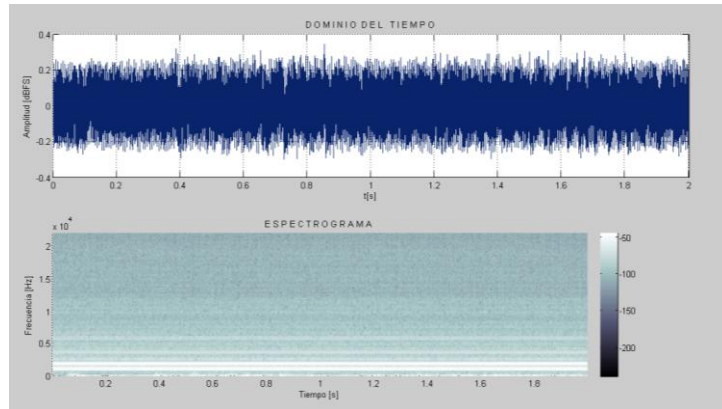 DOMINIO DEL TIEMPO
0.4
0.2
0
-0.2
-0.4
Amplitud [dBFS]
0 0.2 0.4 0.6 0.8 1 1.2 1.4 1.6 1.8 2
t[s]
ESPECTROGRAMA
x 10^4
2
1.5
1
0.5
0
Frecuencia [Hz]
0.2 0.4 0.6 0.8 1 1.2 1.4 1.6 1.8
Tiempo [s]
-50
-100
-150
-200